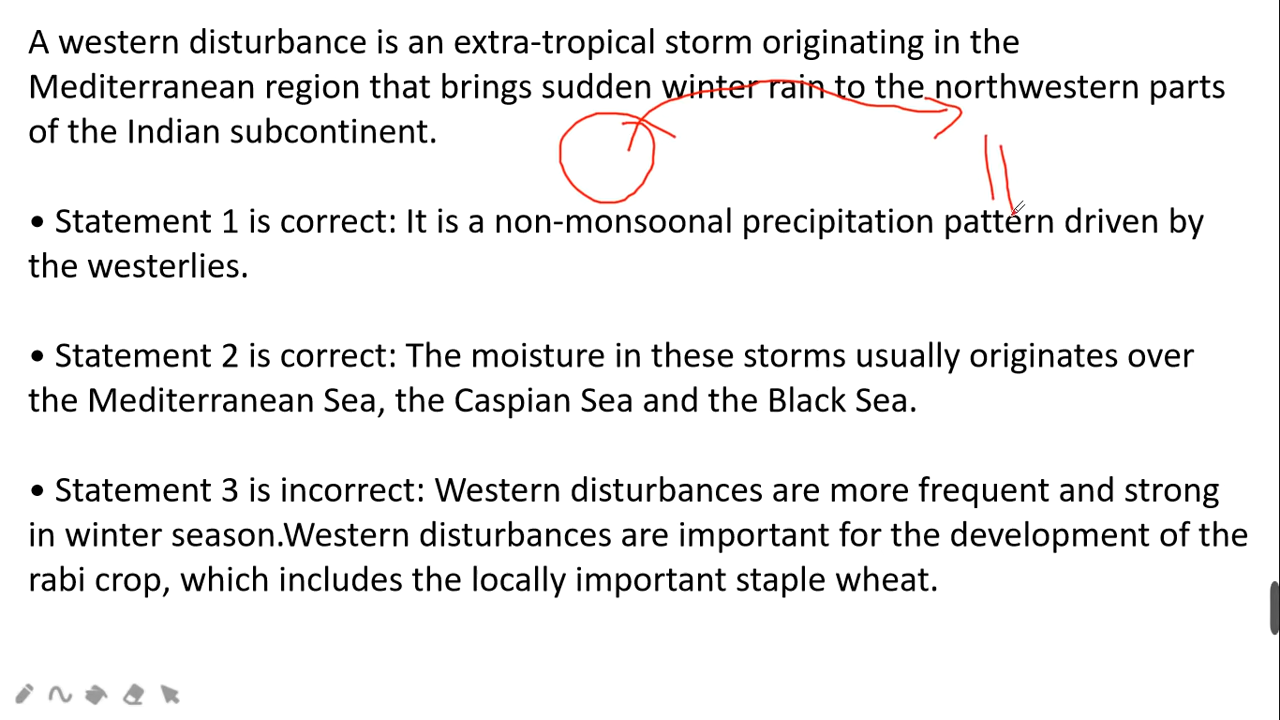 A western disturbance is an extra-tropical storm originating in the
Mediterranean region that brings sudden winter rain to the northwestern parts
of the Indian subcontinent.
• Statement 1 is correct: It is a non-monsoonal precipitation pattern driven by
the westerlies.
• Statement 2 is correct: The moisture in these storms usually originates over
the Mediterranean Sea, the Caspian Sea and the Black Sea.
• Statement 3 is incorrect: Western disturbances are more frequent and strong
in winter season.Western disturbances are important for the development of the
rabi crop, which includes the locally important staple wheat.